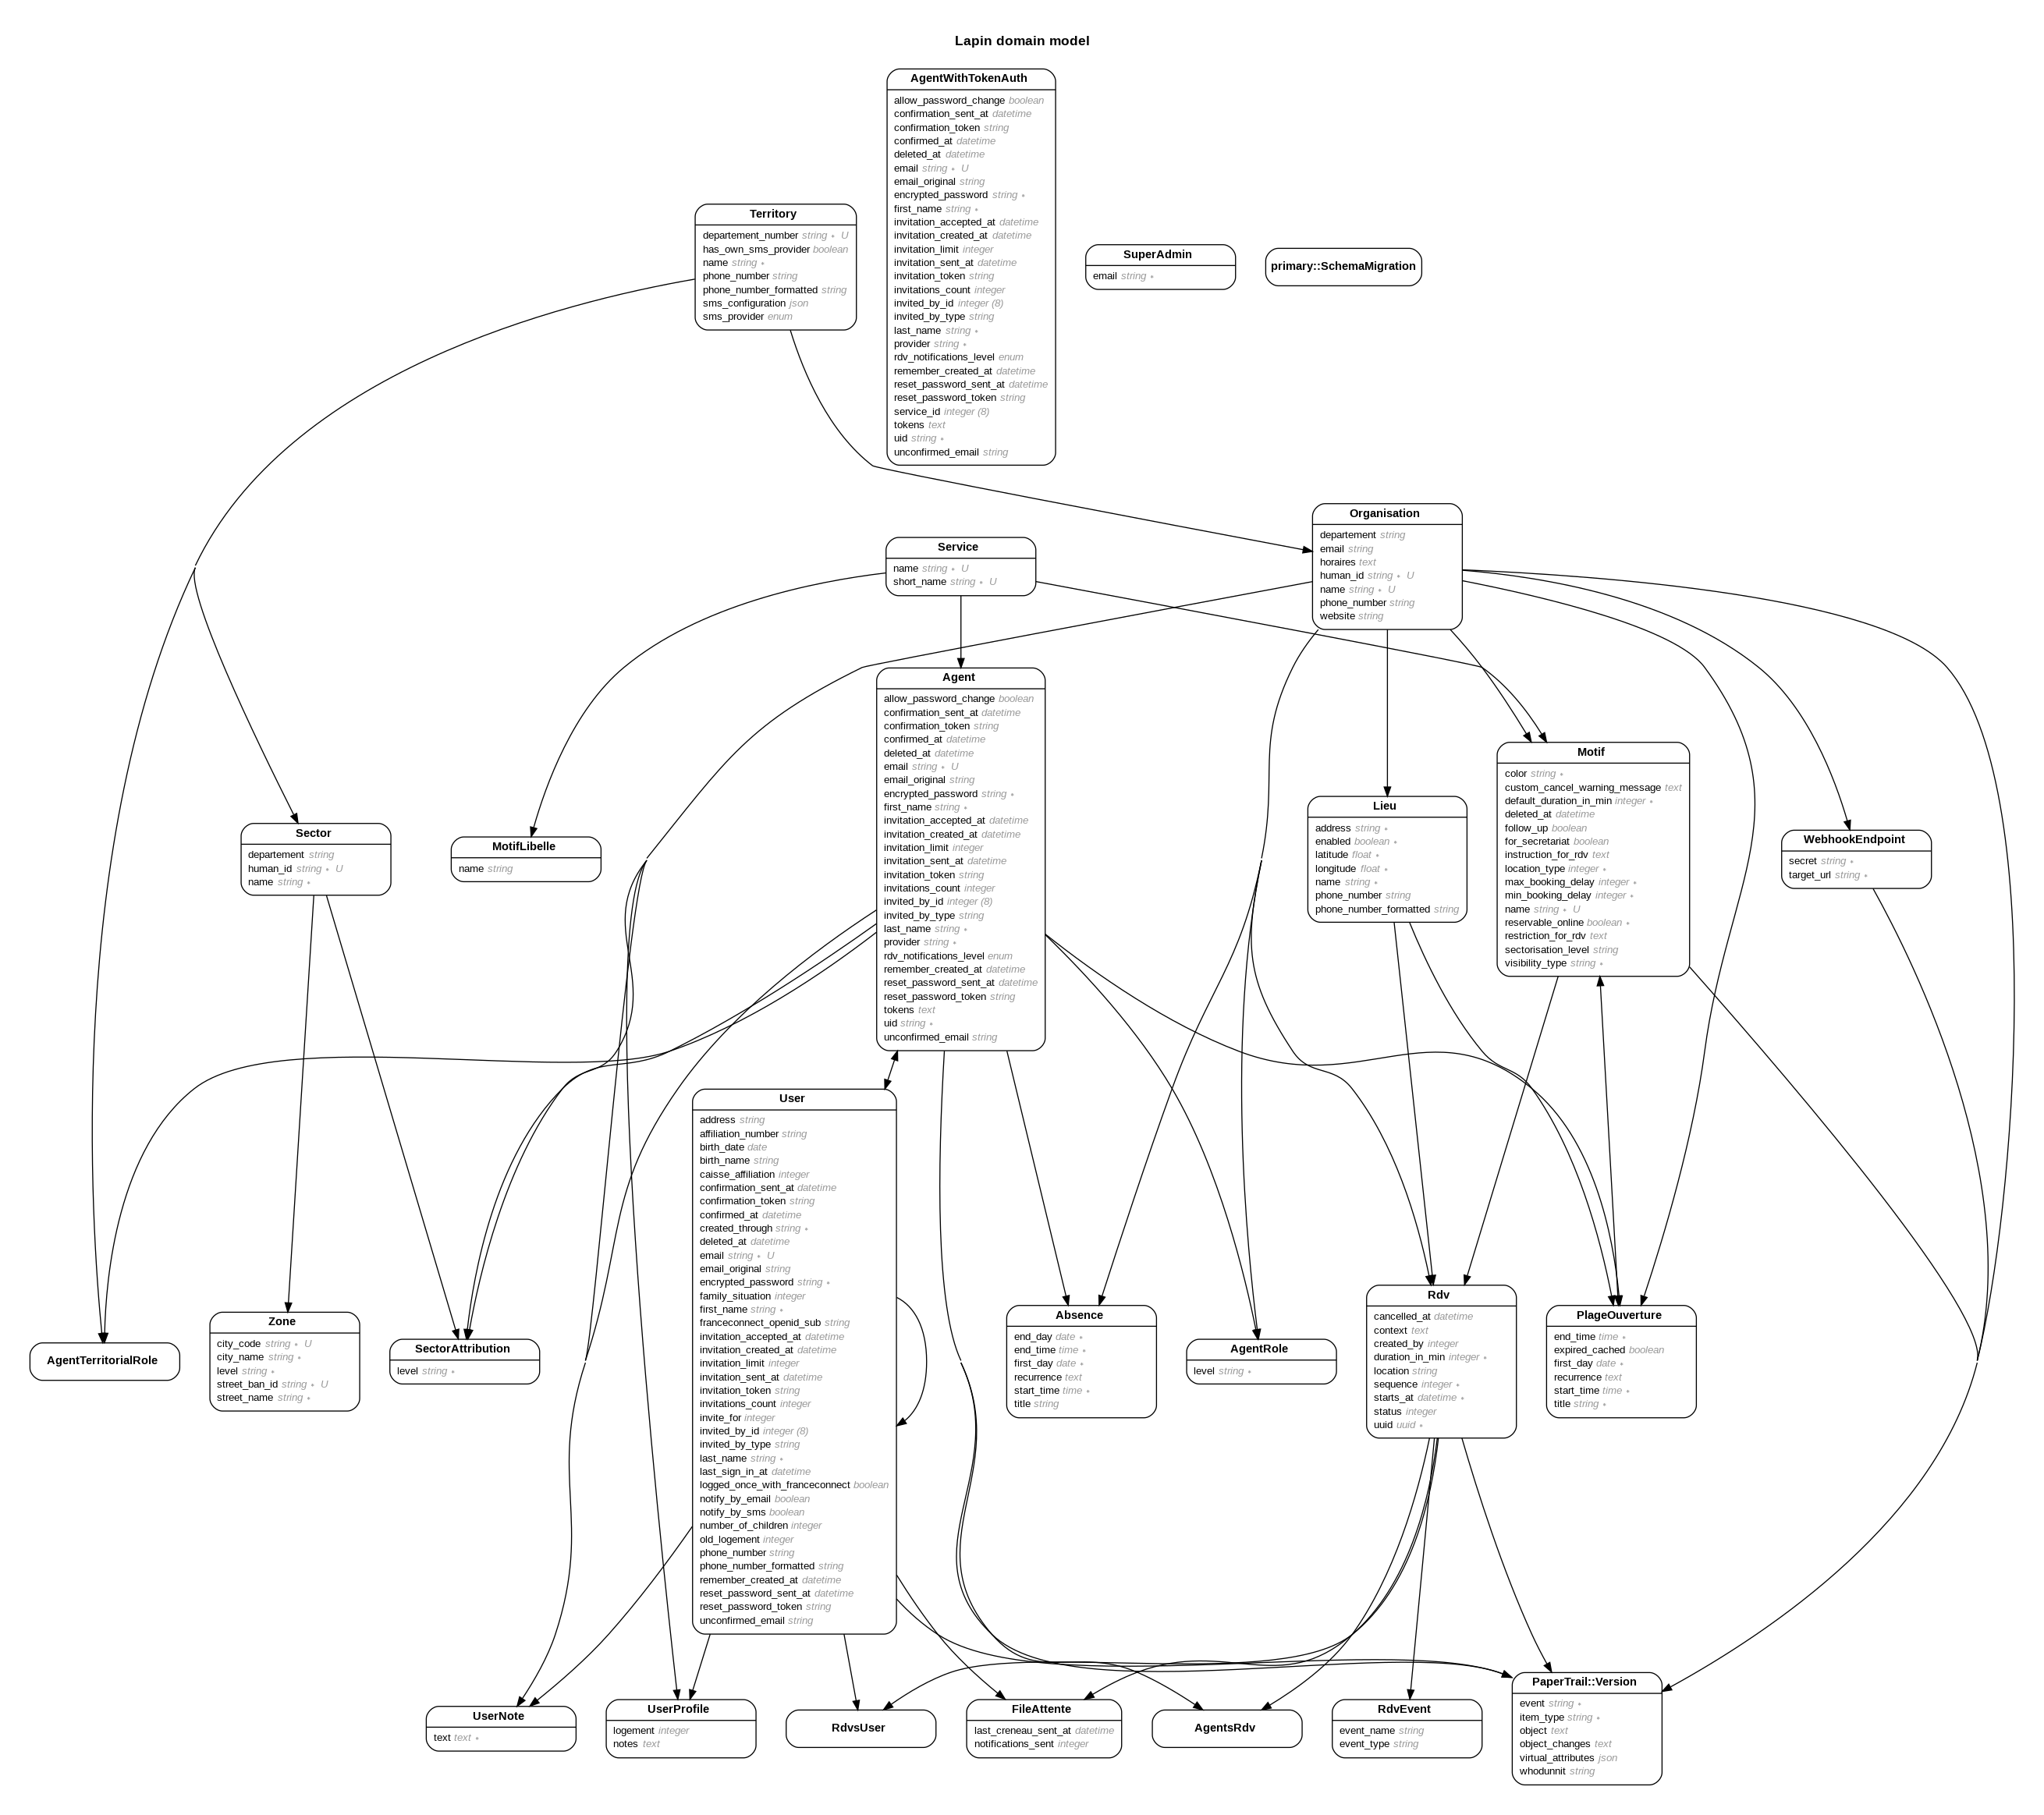 Lapin domain model
AgentWithTokenAuth
allow_password_change boolean
confirmation_sent_at datetime
confirmation_token string
confirmed_at datetime
deleted_at datetime
email string ∗ U
email_original string
encrypted_password string ∗
first_name string ∗
invitation_accepted_at datetime
invitation_created_at datetime
invitation_limit integer
invitation_sent_at datetime
invitation_token string
invitations_count integer
invited_by_id integer (8)
invited_by_type string
last_name string ∗
provider string ∗
rdv_notifications_level enum
remember_created_at datetime
reset_password_sent_at datetime
reset_password_token string
service_id integer (8)
tokens text
uid string ∗
unconfirmed_email string
Territory
departement_number string ∗ U
has_own_sms_provider boolean
name string ∗
phone_number string
phone_number_formatted string
sms_configuration json
sms_provider enum
SuperAdmin
email string ∗
primary::SchemaMigration
Organisation
departement string
email string
horaires text
human_id string ∗ U
name string ∗ U
phone_number string
website string
Service
name string ∗ U
short_name string ∗ U
Agent
allow_password_change boolean
confirmation_sent_at datetime
confirmation_token string
confirmed_at datetime
deleted_at datetime
email string ∗ U
email_original string
encrypted_password string ∗
first_name string ∗
invitation_accepted_at datetime
invitation_created_at datetime
invitation_limit integer
invitation_sent_at datetime
invitation_token string
invitations_count integer
invited_by_id integer (8)
invited_by_type string
last_name string ∗
provider string ∗
rdv_notifications_level enum
remember_created_at datetime
reset_password_sent_at datetime
reset_password_token string
tokens text
uid string ∗
unconfirmed_email string
Motif
color string ∗
custom_cancel_warning_message text
default_duration_in_min integer ∗
deleted_at datetime
follow_up boolean
for_secretariat boolean
instruction_for_rdv text
location_type integer ∗
max_booking_delay integer ∗
min_booking_delay integer ∗
name string ∗ U
reservable_online boolean ∗
restriction_for_rdv text
sectorisation_level string
visibility_type string ∗
Lieu
address string ∗
enabled boolean ∗
latitude float ∗
longitude float ∗
name string ∗
phone_number string
phone_number_formatted string
Sector
departement string
human_id string ∗ U
name string ∗
MotifLibelle
name string
WebhookEndpoint
secret string ∗
target_url string ∗
User
address string
affiliation_number string
birth_date date
birth_name string
caisse_affiliation integer
confirmation_sent_at datetime
confirmation_token string
confirmed_at datetime
created_through string ∗
deleted_at datetime
email string ∗ U
email_original string
encrypted_password string ∗
family_situation integer
first_name string ∗
franceconnect_openid_sub string
invitation_accepted_at datetime
invitation_created_at datetime
invitation_limit integer
invitation_sent_at datetime
invitation_token string
invitations_count integer
invite_for integer
invited_by_id integer (8)
invited_by_type string
last_name string ∗
last_sign_in_at datetime
logged_once_with_franceconnect boolean
notify_by_email boolean
notify_by_sms boolean
number_of_children integer
old_logement integer
phone_number string
phone_number_formatted string
remember_created_at datetime
reset_password_sent_at datetime
reset_password_token string
unconfirmed_email string
AgentTerritorialRole
Zone
city_code string ∗ U
city_name string ∗
level string ∗
street_ban_id string ∗ U
street_name string ∗
SectorAttribution
level string ∗
Absence
end_day date ∗
end_time time ∗
first_day date ∗
recurrence text
start_time time ∗
title string
AgentRole
level string ∗
Rdv
cancelled_at datetime
context text
created_by integer
duration_in_min integer ∗
location string
sequence integer ∗
starts_at datetime ∗
status integer
uuid uuid ∗
PlageOuverture
end_time time ∗
expired_cached boolean
first_day date ∗
recurrence text
start_time time ∗
title string ∗
UserNote
text text ∗
UserProfile
logement integer
notes text
RdvsUser
FileAttente
last_creneau_sent_at datetime
notifications_sent integer
AgentsRdv
RdvEvent
event_name string
event_type string
PaperTrail::Version
event string ∗
item_type string ∗
object text
object_changes text
virtual_attributes json
whodunnit string